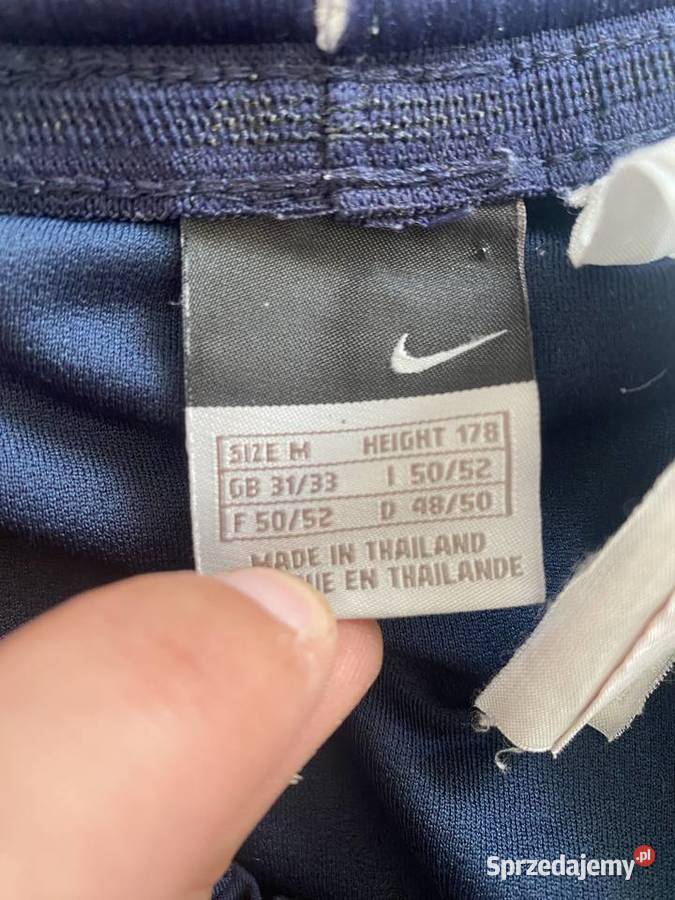 SIZE M HEIGHT 178
GB 31/33 I 50/52
F 50/52 D 48/50
MADE IN THAILAND
EN THAILANDE
Sprzedajemy.pl